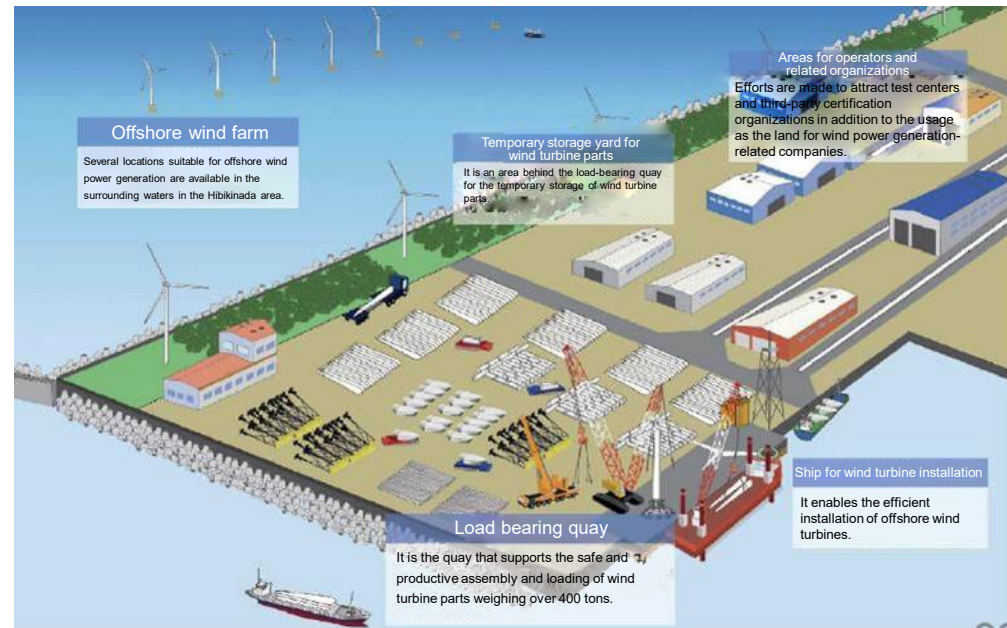 Areas for operators and
related organizations
Efforts are made to attract test centers
and third-party certification
organizations in addition to the usage
as the land for wind power generation-
related companies.
Offshore wind farm
Several locations suitable for offshore wind
power generation are available in the
surrounding waters in the Hibikinada area.
Temporary storage yard for
wind turbine parts
It is an area behind the load-bearing quay
for the temporary storage of wind turbine
parts.
Ship for wind turbine installation
It enables the efficient
installation of offshore wind
turbines.
Load bearing quay
It is the quay that supports the safe and
productive assembly and loading of wind
turbine parts weighing over 400 tons.